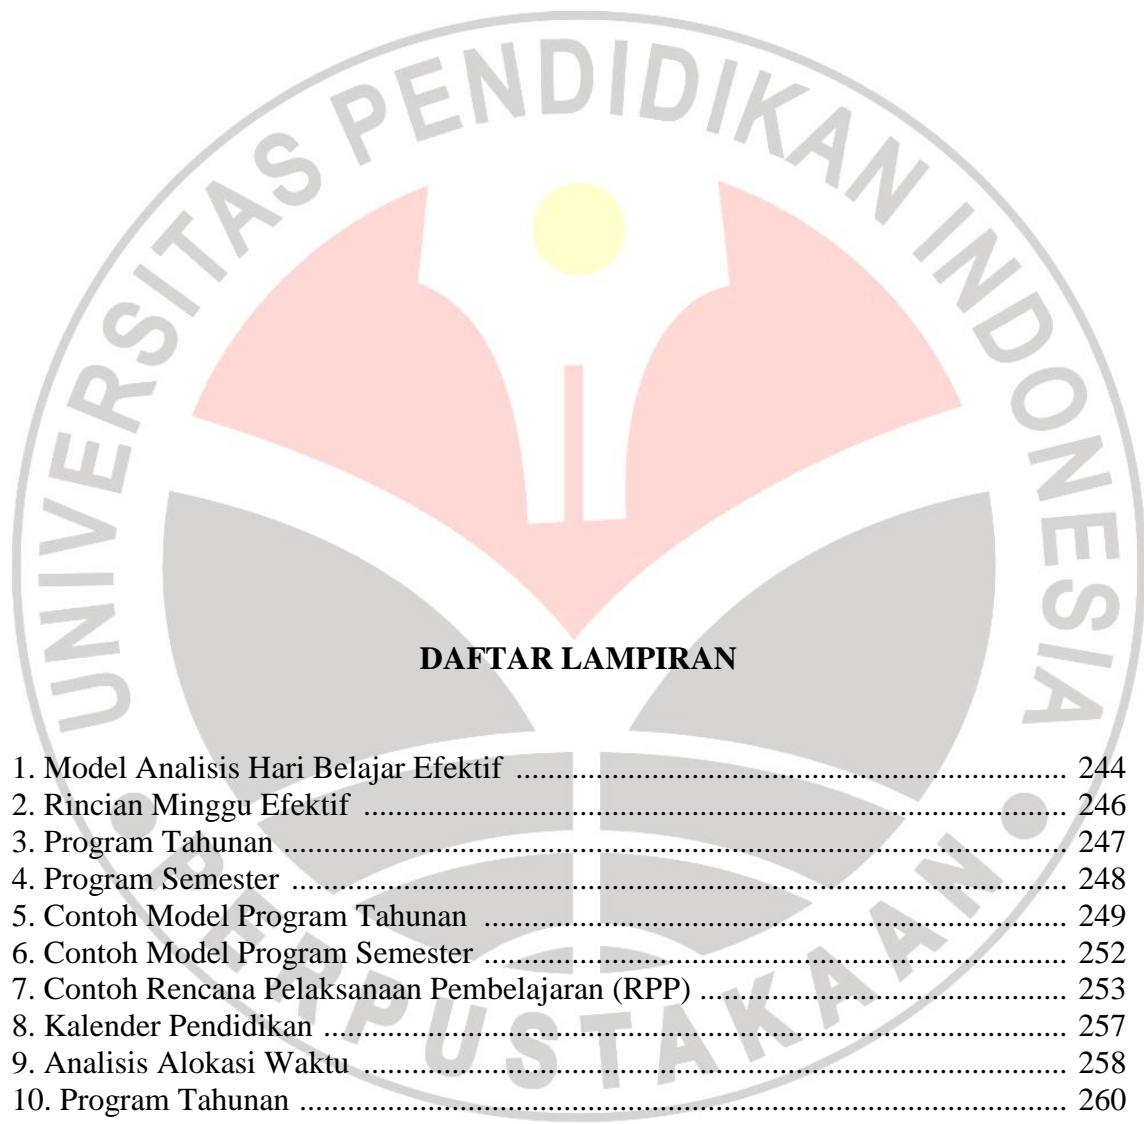 UNIVERSITAS PENDIDIKAN INDONESIA
DAFTAR LAMPIRAN
1. Model Analisis Hari Belajar Efektif ........................................................................ 244
2. Rincian Minggu Efektif ............................................................................................ 246
3. Program Tahunan ...................................................................................................... 247
4. Program Semester ..................................................................................................... 248
5. Contoh Model Program Tahunan ............................................................................ 249
6. Contoh Model Program Semester ............................................................................ 252
7. Contoh Rencana Pelaksanaan Pembelajaran (RPP) ................................................ 253
8. Kalender Pendidikan ................................................................................................. 257
9. Analisis Alokasi Waktu ............................................................................................ 258
10. Program Tahunan .................................................................................................... 260
PERPUSTAKAAN